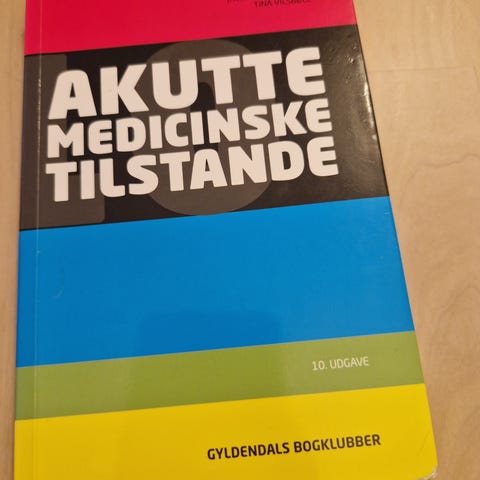 TINA VILSBØLL
AKUTTE
MEDICINSKE
TILSTANDE
10. UDGAVE
GYLDENDALS BOGKLUBBER